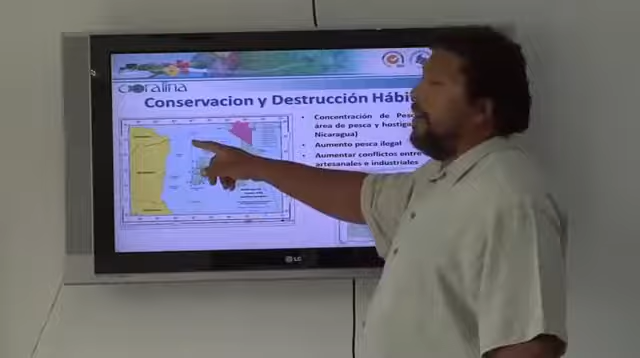 coralina
Conservacion y Destrucción Hábi
• Concentración de Pes
área de pesca y hostiga
Nicaragua)
• Aumento pesca ilegal
• Aumentar conflictos entre
artesanales e industriales
LG